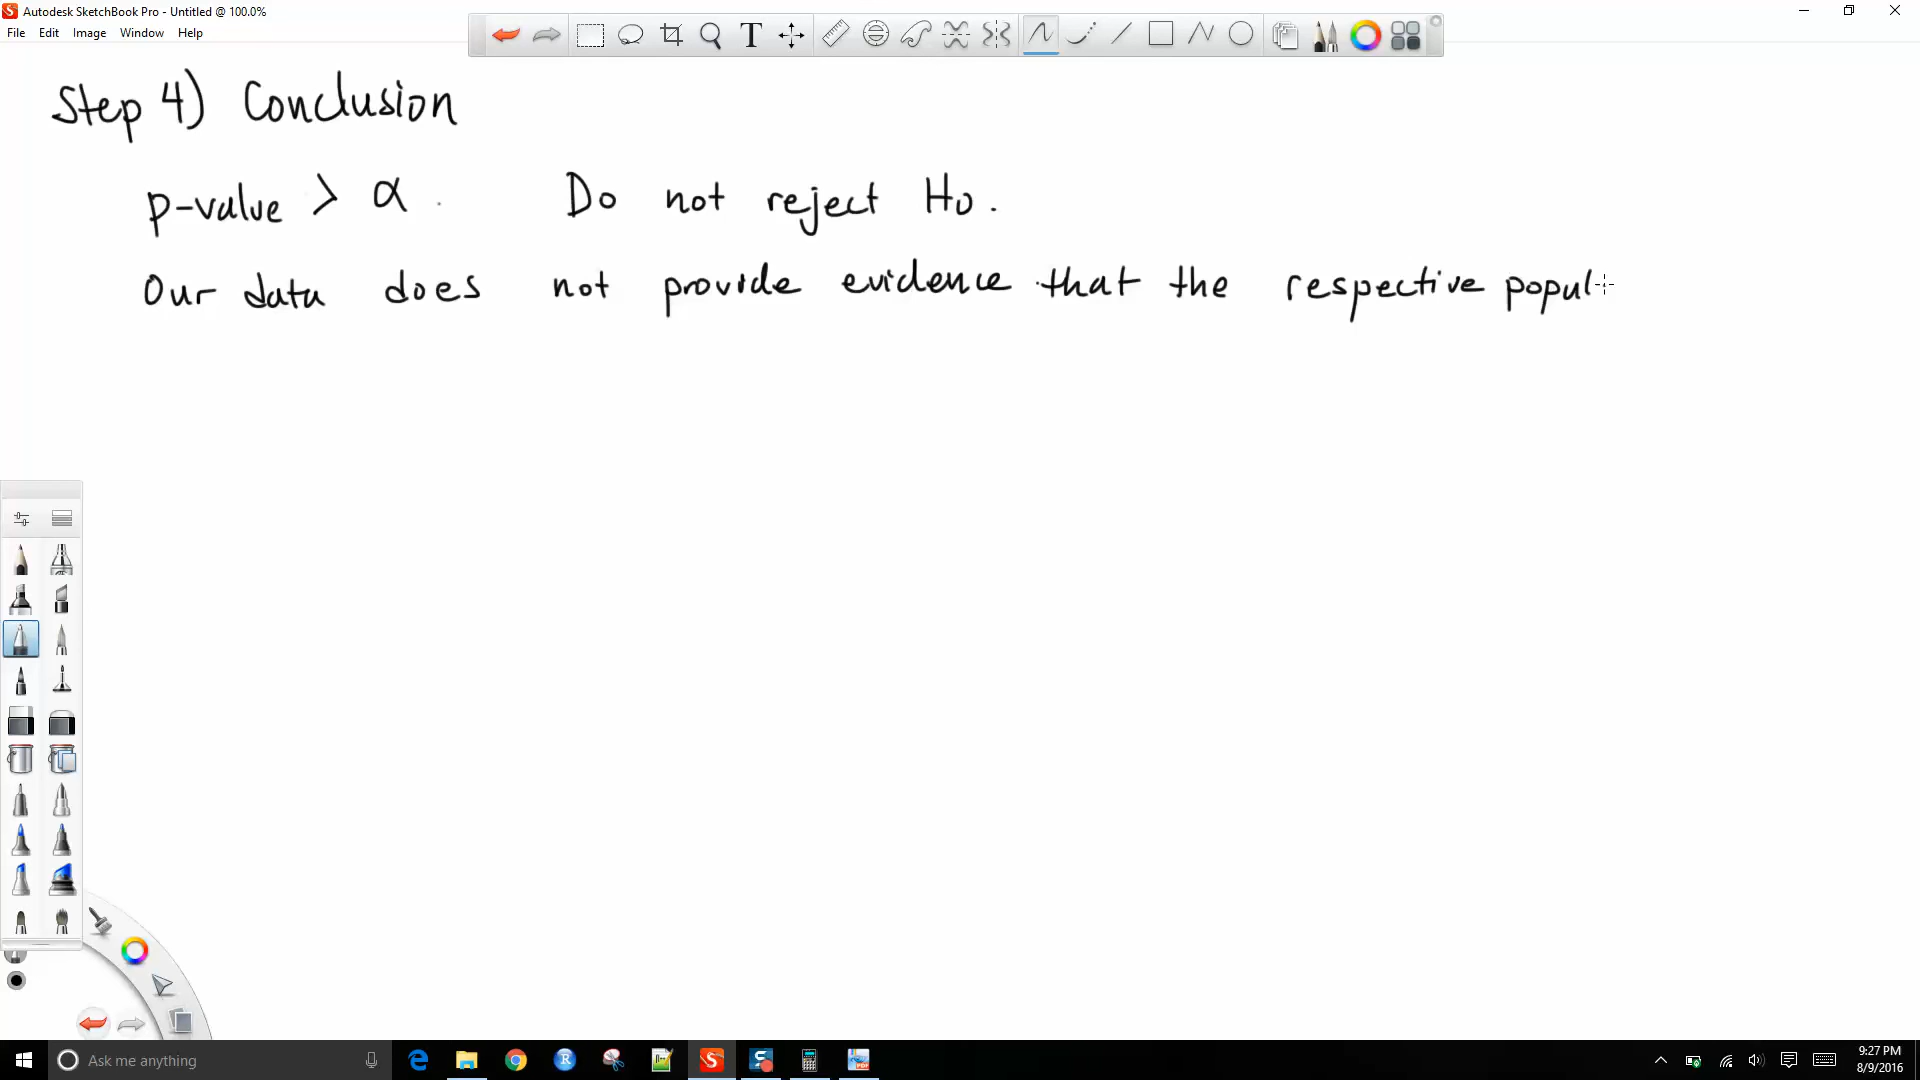 Autodesk SketchBook Pro - Untitled @ 100.0%
File Edit Image Window Help
T
Step 4) Conclusion
p-value > α . Do not reject Ho.
Our data does not provide evidence that the respective popul
Ask me anything
9:27 PM
8/9/2016